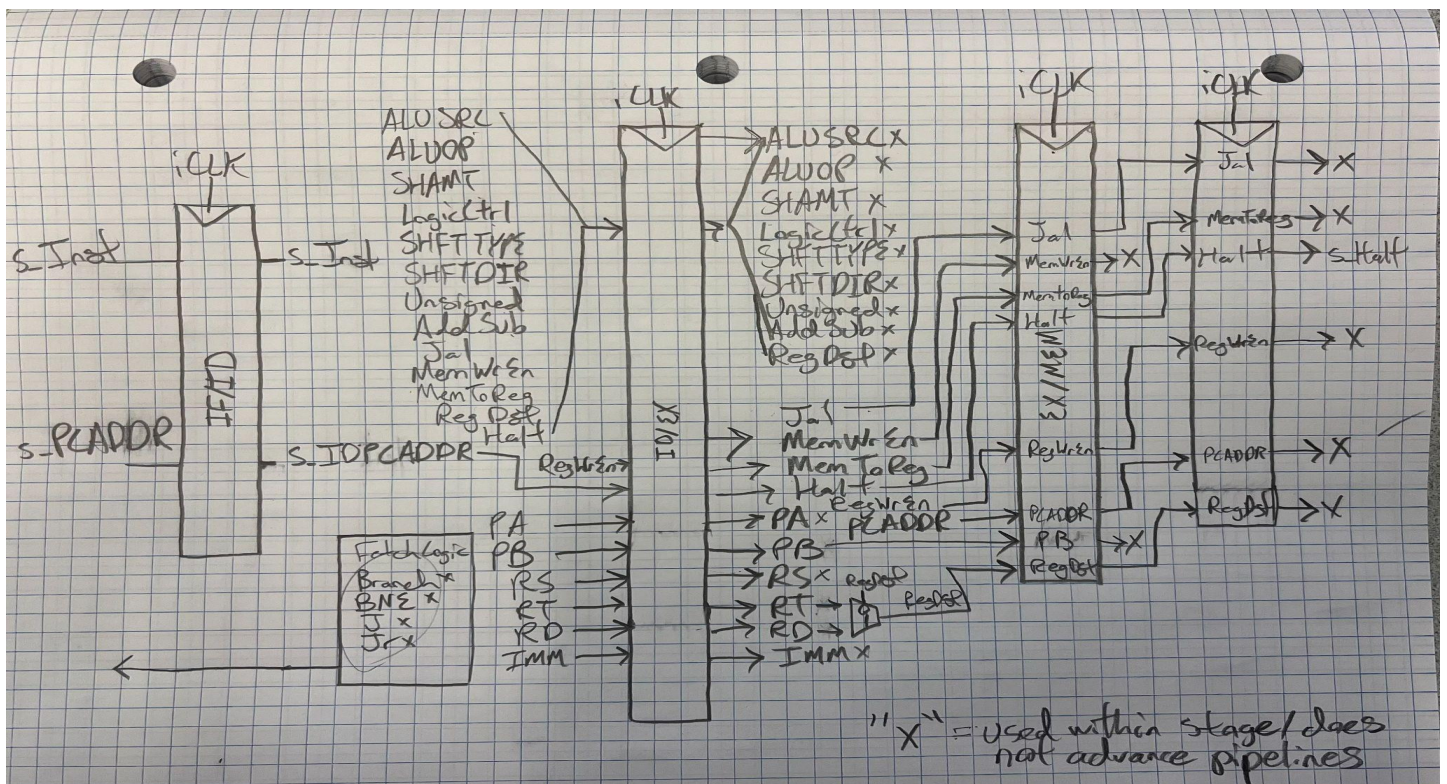 iCLK
s_Inst
s_Inst
IF/ID
s_PCADDR
s_IDPCADDR
FetchLogic
Branch x
BNE x
J x
Jr x
ALUSRC
ALUOP
SHAMT
LogicCtrl
SHFTTYPE
SHFTDIR
Unsigned
AddSub
Jal
MemWrEn
MemToReg
RegDst
Halt
RegWrEn
PA
PB
RS
RT
RD
IMM
iCLK
ID/EX
ALUSRC x
ALUOP x
SHAMT x
LogicCtrl x
SHFTTYPE x
SHFTDIR x
Unsigned x
AddSub x
RegDst x
Jal
MemWrEn
MemToReg
Halt
RegWrEn
PA x
PCADDR
PB
RS x
RegDst
RT
RegDst
RD
IMM x
iCLK
Jal
MemWrEn
X
MemtoReg
Halt
EX/MEM
RegWrEn
PCADDR
PB
X
RegDst
iCLK
Jal
X
MemToReg
X
Halt
s_Halt
RegWrEn
X
PCADDR
X
RegDst
X
"X" = used within stage/does
not advance pipelines